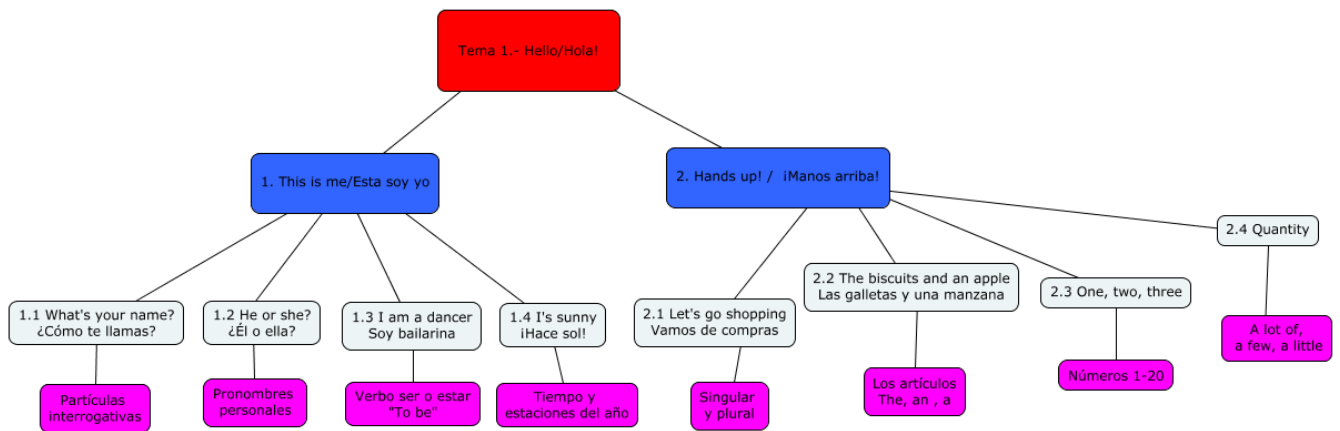 Tema 1.- Hello/Hola!
1. This is me/Esta soy yo
2. Hands up! /  ¡Manos arriba!
2.4 Quantity
1.1 What's your name?
¿Cómo te llamas?
1.2 He or she?
¿Él o ella?
1.3 I am a dancer
Soy bailarina
1.4 I's sunny
¡Hace sol!
2.1 Let's go shopping
Vamos de compras
2.2 The biscuits and an apple
Las galletas y una manzana
2.3 One, two, three
Partículas
interrogativas
Pronombres
personales
Verbo ser o estar
"To be"
Tiempo y
estaciones del año
Singular
y plural
Los artículos
The, an , a
Números 1-20
A lot of,
a few, a little